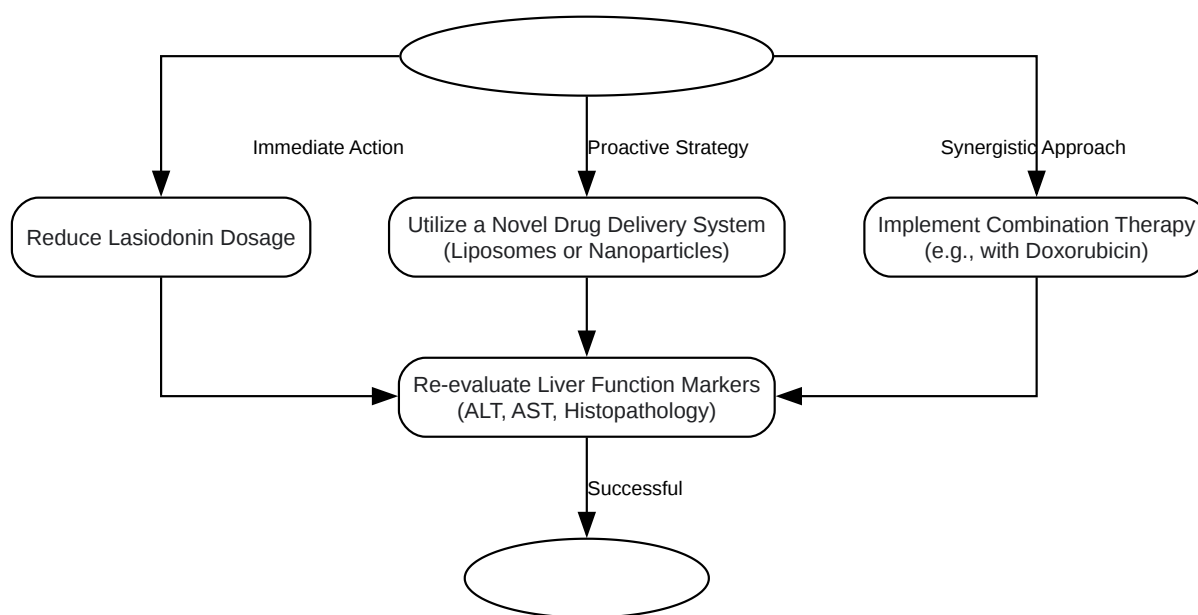 Immediate Action
Proactive Strategy
Synergistic Approach
Reduce Lasiodonin Dosage
Utilize a Novel Drug Delivery System
(Liposomes or Nanoparticles)
Implement Combination Therapy
(e.g., with Doxorubicin)
Re-evaluate Liver Function Markers
(ALT, AST, Histopathology)
Successful